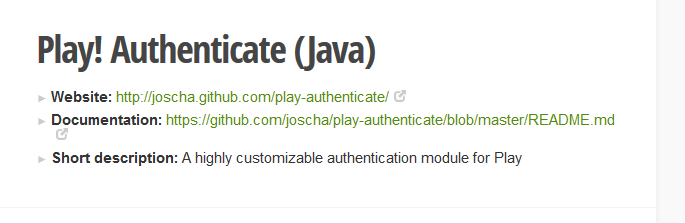 Play! Authenticate (Java)
Website: http://joscha.github.com/play-authenticate/
Documentation: https://github.com/joscha/play-authenticate/blob/master/README.md
Short description: A highly customizable authentication module for Play